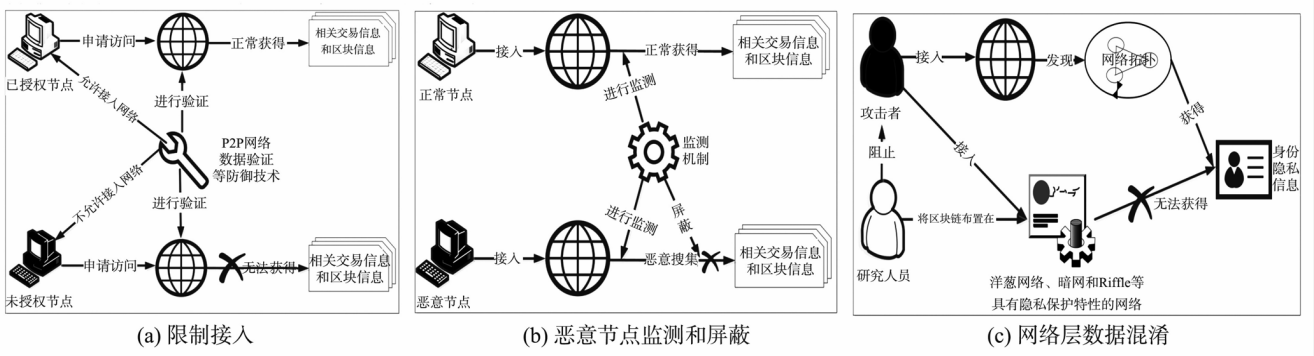 申请访问
正常获得
相关交易信息
和区块信息
已授权节点
允许接入网络
进行验证
P2P网络
数据验证
等防御技术
不允许接入网络
进行验证
申请访问
无法获得
相关交易信息
和区块信息
未授权节点
(a) 限制接入
接入
正常获得
相关交易信息
和区块信息
正常节点
进行监测
监测
机制
进行监测
屏蔽
接入
恶意搜集
相关交易信息
和区块信息
恶意节点
(b) 恶意节点监测和屏蔽
接入
发现
网络拓扑
攻击者
获得
阻止
接入
身份
隐私
信息
无法获得
将区块链布置在
研究人员
洋葱网络、暗网和Riffle等
具有隐私保护特性的网络
(c) 网络层数据混淆